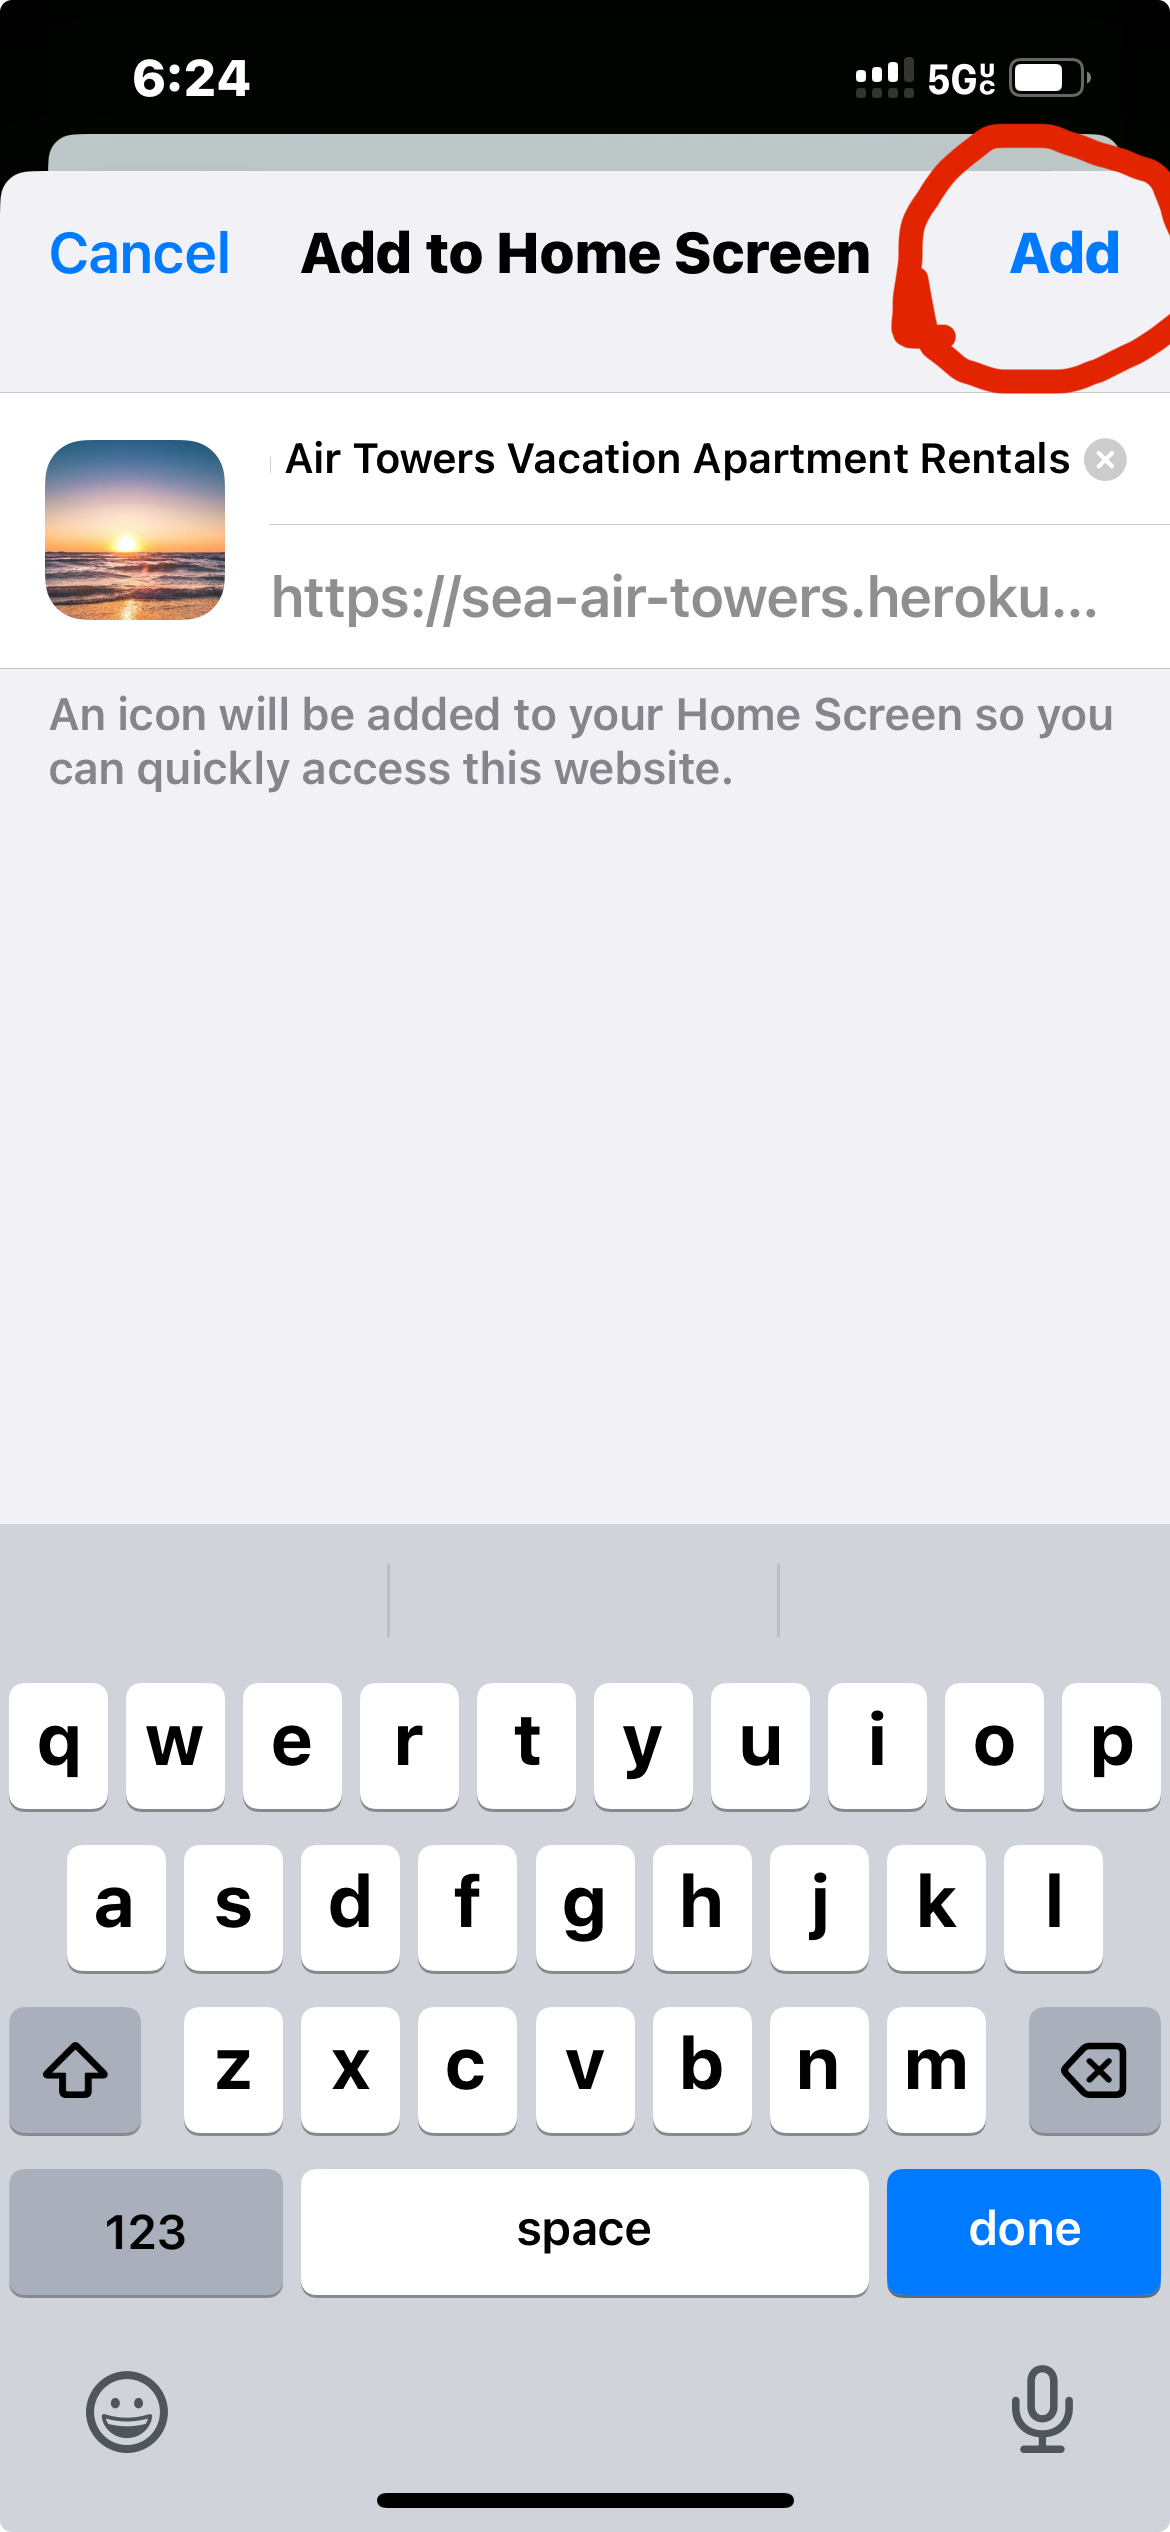 6:24
5G UC
Cancel
Add to Home Screen
Add
Air Towers Vacation Apartment Rentals
https://sea-air-towers.heroku...
An icon will be added to your Home Screen so you
can quickly access this website.
q w e r t y u i o p
a s d f g h j k l
z x c v b n m
123
space
done